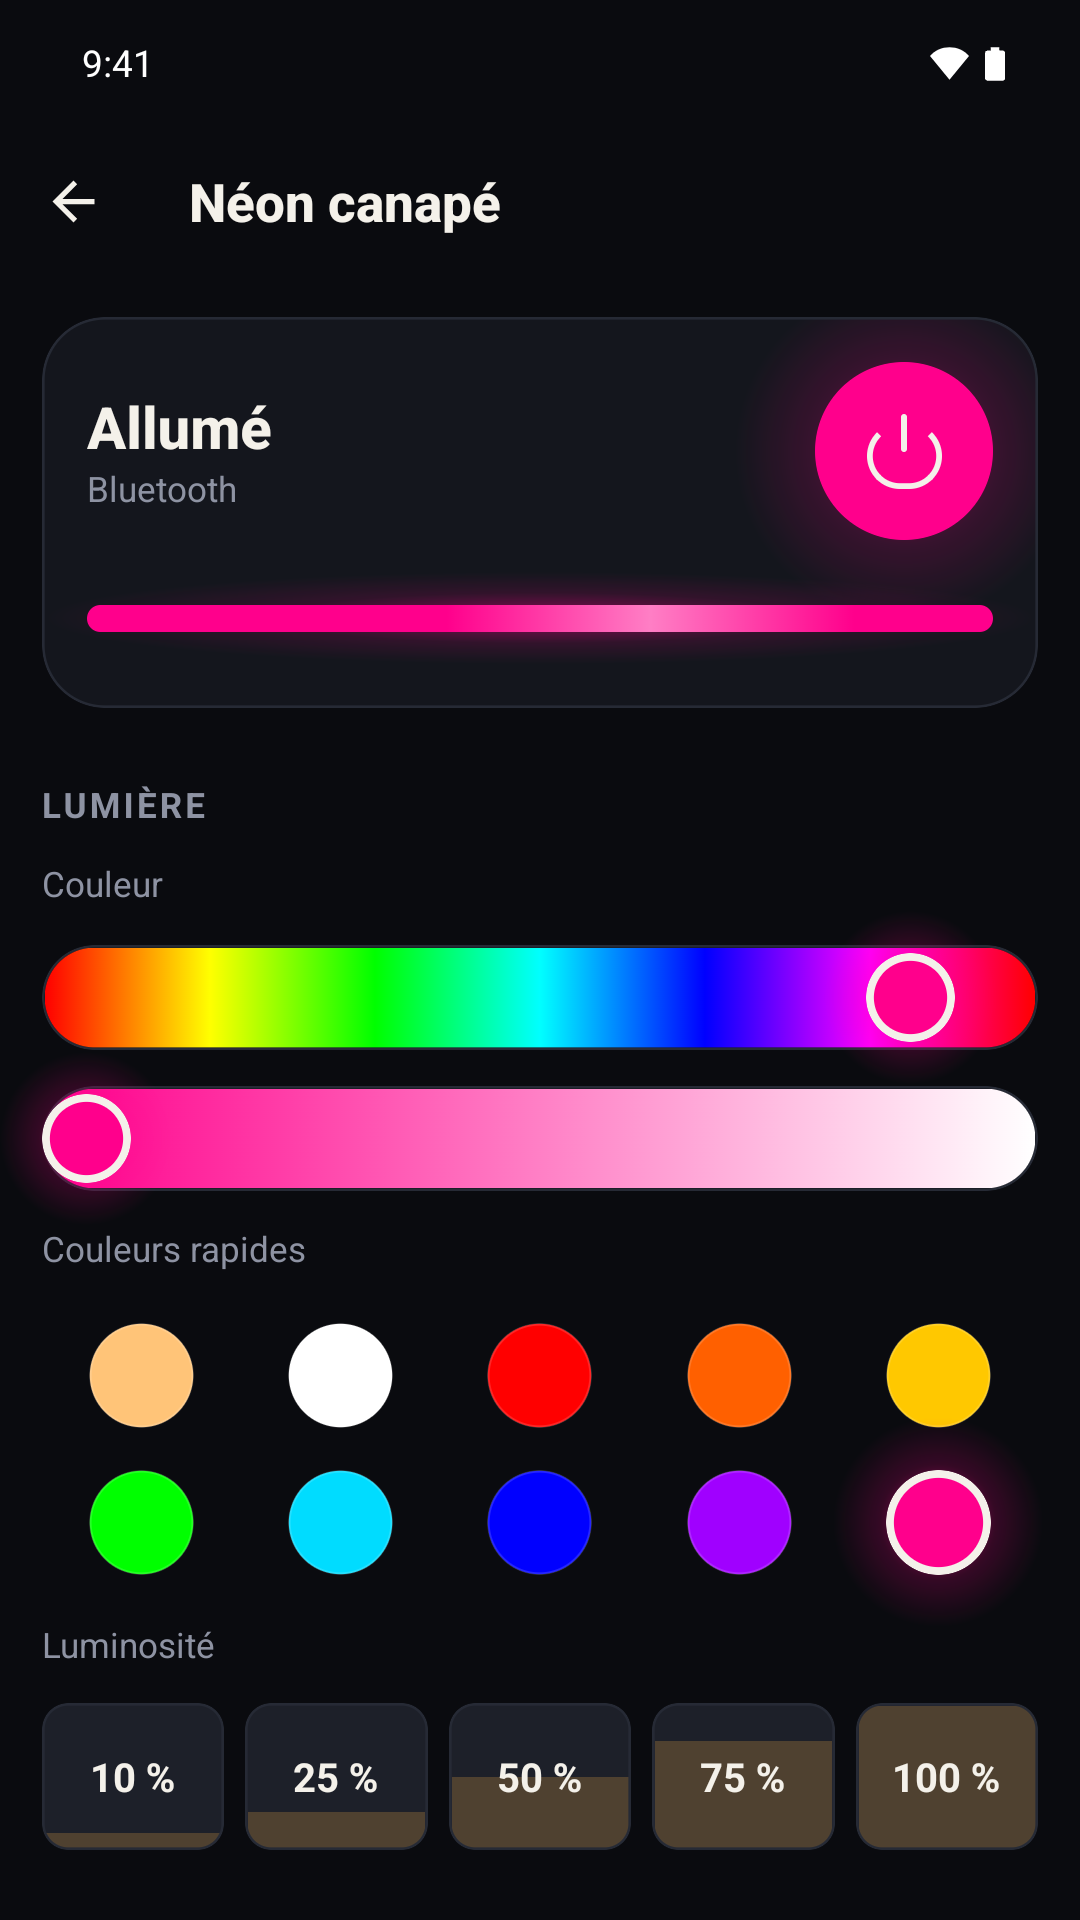 9:41
Néon canapé
Allumé
Bluetooth
LUMIÈRE
Couleur
Couleurs rapides
Luminosité
10 %
25 %
50 %
75 %
100 %